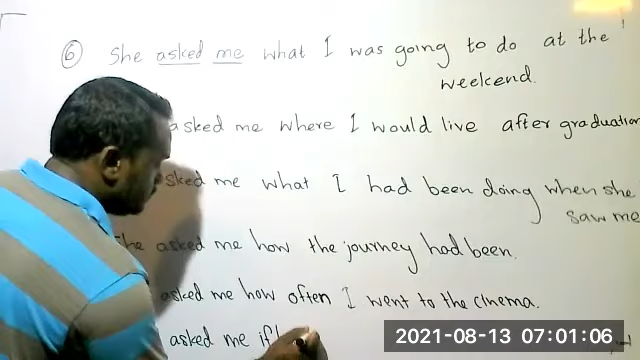 ⑥ She asked me what I was going to do at the
weekend.
asked me where I would live after graduation
asked me what I had been doing when she
saw me
She asked me how the journey had been.
asked me how often I went to the cinema.
asked me if
2021-08-13 07:01:06